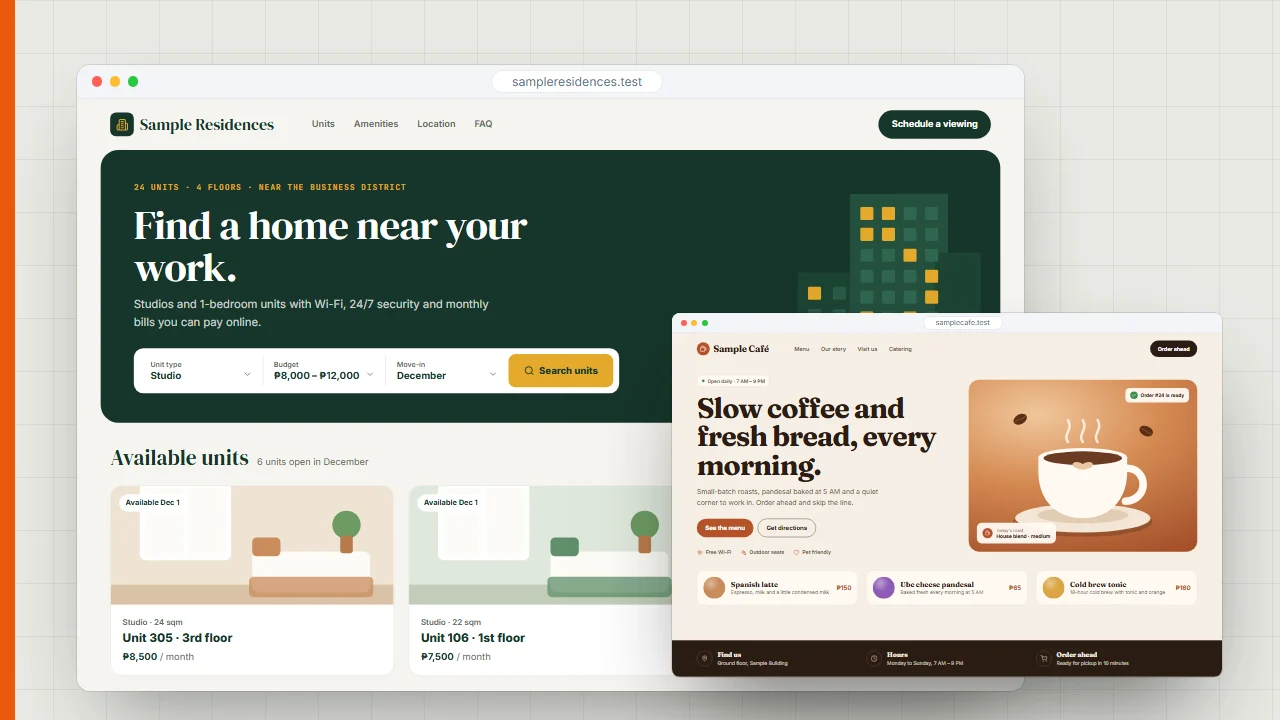 sampleresidences.test
Sample Residences
Units
Amenities
Location
FAQ
Schedule a viewing
24 UNITS · 4 FLOORS · NEAR THE BUSINESS DISTRICT
Find a home near your
work.
Studios and 1-bedroom units with Wi-Fi, 24/7 security and monthly
bills you can pay online.
Unit type
Studio
Budget
₱8,000 – ₱12,000
Move-in
December
Search units
Available units
6 units open in December
Available Dec 1
Studio · 24 sqm
Unit 305 · 3rd floor
₱8,500 / month
Available Dec 1
Studio · 22 sqm
Unit 106 · 1st floor
₱7,500 / month
samplecafe.test
Sample Café
Menu
Our story
Visit us
Catering
Order ahead
Open daily · 7 AM – 9 PM
Slow coffee and
fresh bread, every
morning.
Small-batch roasts, pandesal baked at 5 AM and a quiet
corner to work in. Order ahead and skip the line.
See the menu
Get directions
Free Wi-Fi
Outdoor seats
Pet friendly
Order #24 is ready
Today's roast
House blend · medium
Spanish latte
Espresso, milk and a little condensed milk
₱150
Ube cheese pandesal
Baked fresh every morning at 5 AM
₱65
Cold brew tonic
18-hour cold brew with tonic and orange
₱160
Find us
Ground floor, Sample Building
Hours
Monday to Sunday, 7 AM – 9 PM
Order ahead
Ready for pickup in 10 minutes